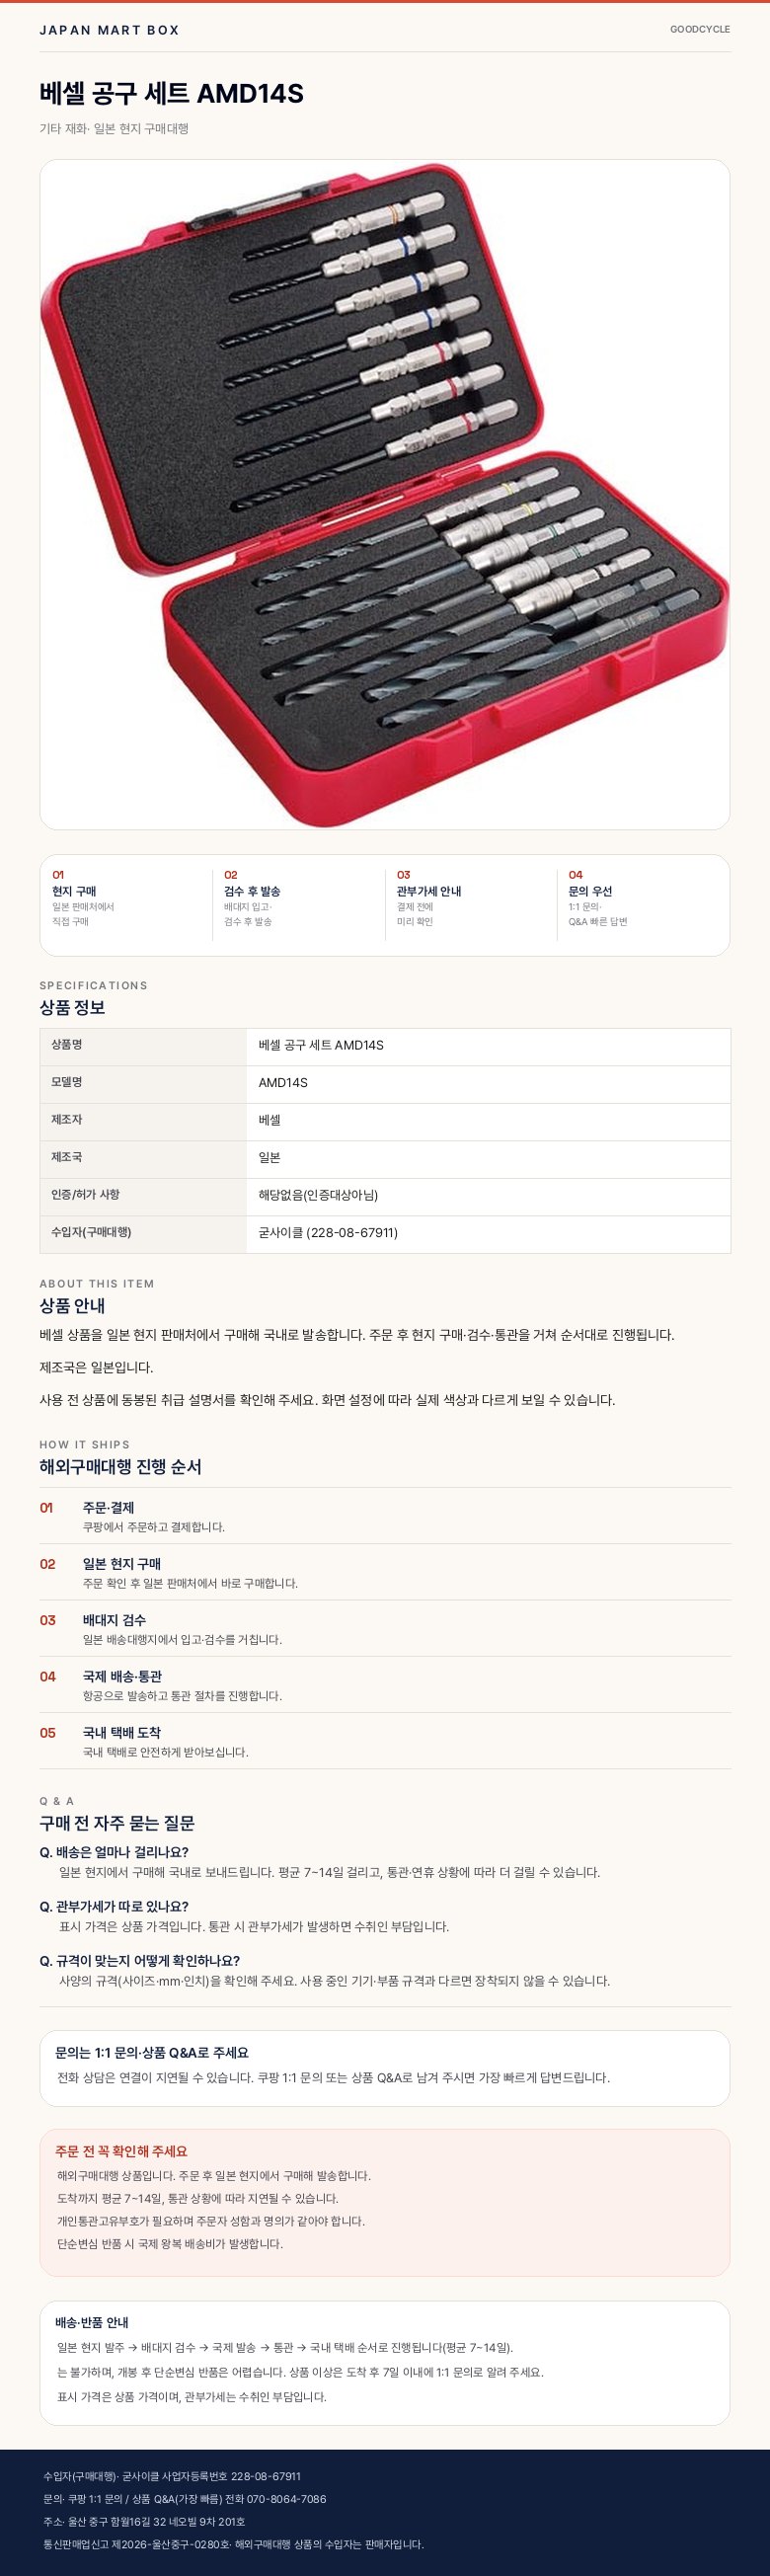 JAPAN MART BOX
GOODCYCLE
베셀 공구 세트 AMD14S
기타 재화· 일본 현지 구매대행
01
현지 구매
일본 판매처에서
직접 구매
02
검수 후 발송
배대지 입고·
검수 후 발송
03
관부가세 안내
결제 전에
미리 확인
04
문의 우선
1:1 문의·
Q&A 빠른 답변
SPECIFICATIONS
상품 정보
상품명 베셀 공구 세트 AMD14S
모델명 AMD14S
제조자 베셀
제조국 일본
인증/허가 사항 해당없음(인증대상아님)
수입자(구매대행) 굳사이클 (228-08-67911)
ABOUT THIS ITEM
상품 안내
베셀 상품을 일본 현지 판매처에서 구매해 국내로 발송합니다. 주문 후 현지 구매·검수·통관을 거쳐 순서대로 진행됩니다.
제조국은 일본입니다.
사용 전 상품에 동봉된 취급 설명서를 확인해 주세요. 화면 설정에 따라 실제 색상과 다르게 보일 수 있습니다.
HOW IT SHIPS
해외구매대행 진행 순서
01 주문·결제
쿠팡에서 주문하고 결제합니다.
02 일본 현지 구매
주문 확인 후 일본 판매처에서 바로 구매합니다.
03 배대지 검수
일본 배송대행지에서 입고·검수를 거칩니다.
04 국제 배송·통관
항공으로 발송하고 통관 절차를 진행합니다.
05 국내 택배 도착
국내 택배로 안전하게 받아보십니다.
Q & A
구매 전 자주 묻는 질문
Q. 배송은 얼마나 걸리나요?
일본 현지에서 구매해 국내로 보내드립니다. 평균 7~14일 걸리고, 통관·연휴 상황에 따라 더 걸릴 수 있습니다.
Q. 관부가세가 따로 있나요?
표시 가격은 상품 가격입니다. 통관 시 관부가세가 발생하면 수취인 부담입니다.
Q. 규격이 맞는지 어떻게 확인하나요?
사양의 규격(사이즈·mm·인치)을 확인해 주세요. 사용 중인 기기·부품 규격과 다르면 장착되지 않을 수 있습니다.
문의는 1:1 문의·상품 Q&A로 주세요
전화 상담은 연결이 지연될 수 있습니다. 쿠팡 1:1 문의 또는 상품 Q&A로 남겨 주시면 가장 빠르게 답변드립니다.
주문 전 꼭 확인해 주세요
해외구매대행 상품입니다. 주문 후 일본 현지에서 구매해 발송합니다.
도착까지 평균 7~14일, 통관 상황에 따라 지연될 수 있습니다.
개인통관고유부호가 필요하며 주문자 성함과 명의가 같아야 합니다.
단순변심 반품 시 국제 왕복 배송비가 발생합니다.
배송·반품 안내
일본 현지 발주 → 배대지 검수 → 국제 발송 → 통관 → 국내 택배 순서로 진행됩니다(평균 7~14일).
는 불가하며, 개봉 후 단순변심 반품은 어렵습니다. 상품 이상은 도착 후 7일 이내에 1:1 문의로 알려 주세요.
표시 가격은 상품 가격이며, 관부가세는 수취인 부담입니다.
수입자(구매대행)· 굳사이클 사업자등록번호 228-08-67911
문의· 쿠팡 1:1 문의 / 상품 Q&A(가장 빠름) 전화 070-8064-7086
주소· 울산 중구 함월16길 32 네오빌 9차 201호
통신판매업신고 제2026-울산중구-0280호· 해외구매대행 상품의 수입자는 판매자입니다.